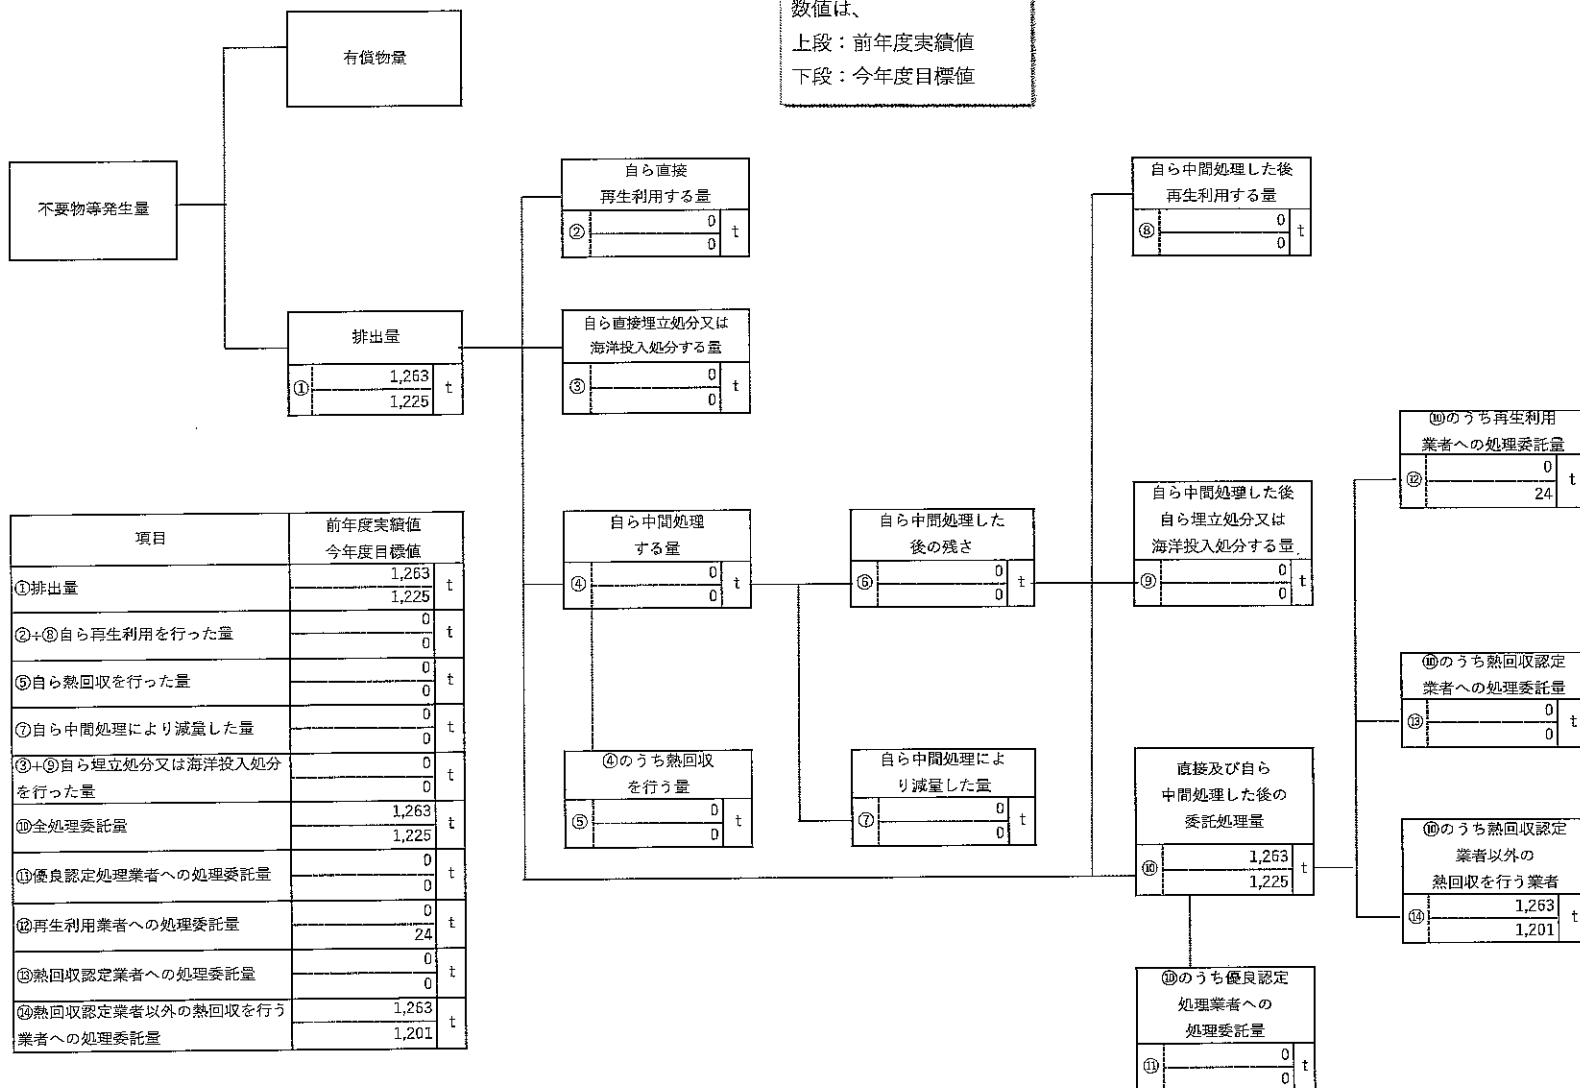 数値は、
上段：前年度実績値
下段：今年度目標値
有償物量
不要物等発生量
排出量
①
1,263
1,225
t
自ら直接
再生利用する量
②
0
0
t
自ら直接埋立処分又は
海洋投入処分する量
③
0
0
t
自ら中間処理
する量
④
0
0
t
④のうち熱回収
を行う量
⑤
0
0
t
自ら中間処理した
後の残さ
⑥
0
0
t
自ら中間処理によ
り減量した量
⑦
0
0
t
自ら中間処理した後
再生利用する量
⑧
0
0
t
自ら中間処理した後
自ら埋立処分又は
海洋投入処分する量
⑨
0
0
t
直接及び自ら
中間処理した後の
委託処理量
⑩
1,263
1,225
t
⑩のうち優良認定
処理業者への
処理委託量
⑪
0
0
t
⑩のうち再生利用
業者への処理委託量
⑫
0
24
t
⑩のうち熱回収認定
業者への処理委託量
⑬
0
0
t
⑩のうち熱回収認定
業者以外の
熱回収を行う業者
⑭
1,263
1,201
t
項目
前年度実績値
今年度目標値
①排出量
1,263
1,225
t
②+⑧自ら再生利用を行った量
0
0
t
⑤自ら熱回収を行った量
0
0
t
⑦自ら中間処理により減量した量
0
0
t
③+⑨自ら埋立処分又は海洋投入処分
を行った量
0
0
t
⑩全処理委託量
1,263
1,225
t
⑪優良認定処理業者への処理委託量
0
0
t
⑫再生利用業者への処理委託量
0
24
t
⑬熱回収認定業者への処理委託量
0
0
t
⑭熱回収認定業者以外の熱回収を行う
業者への処理委託量
1,263
1,201
t